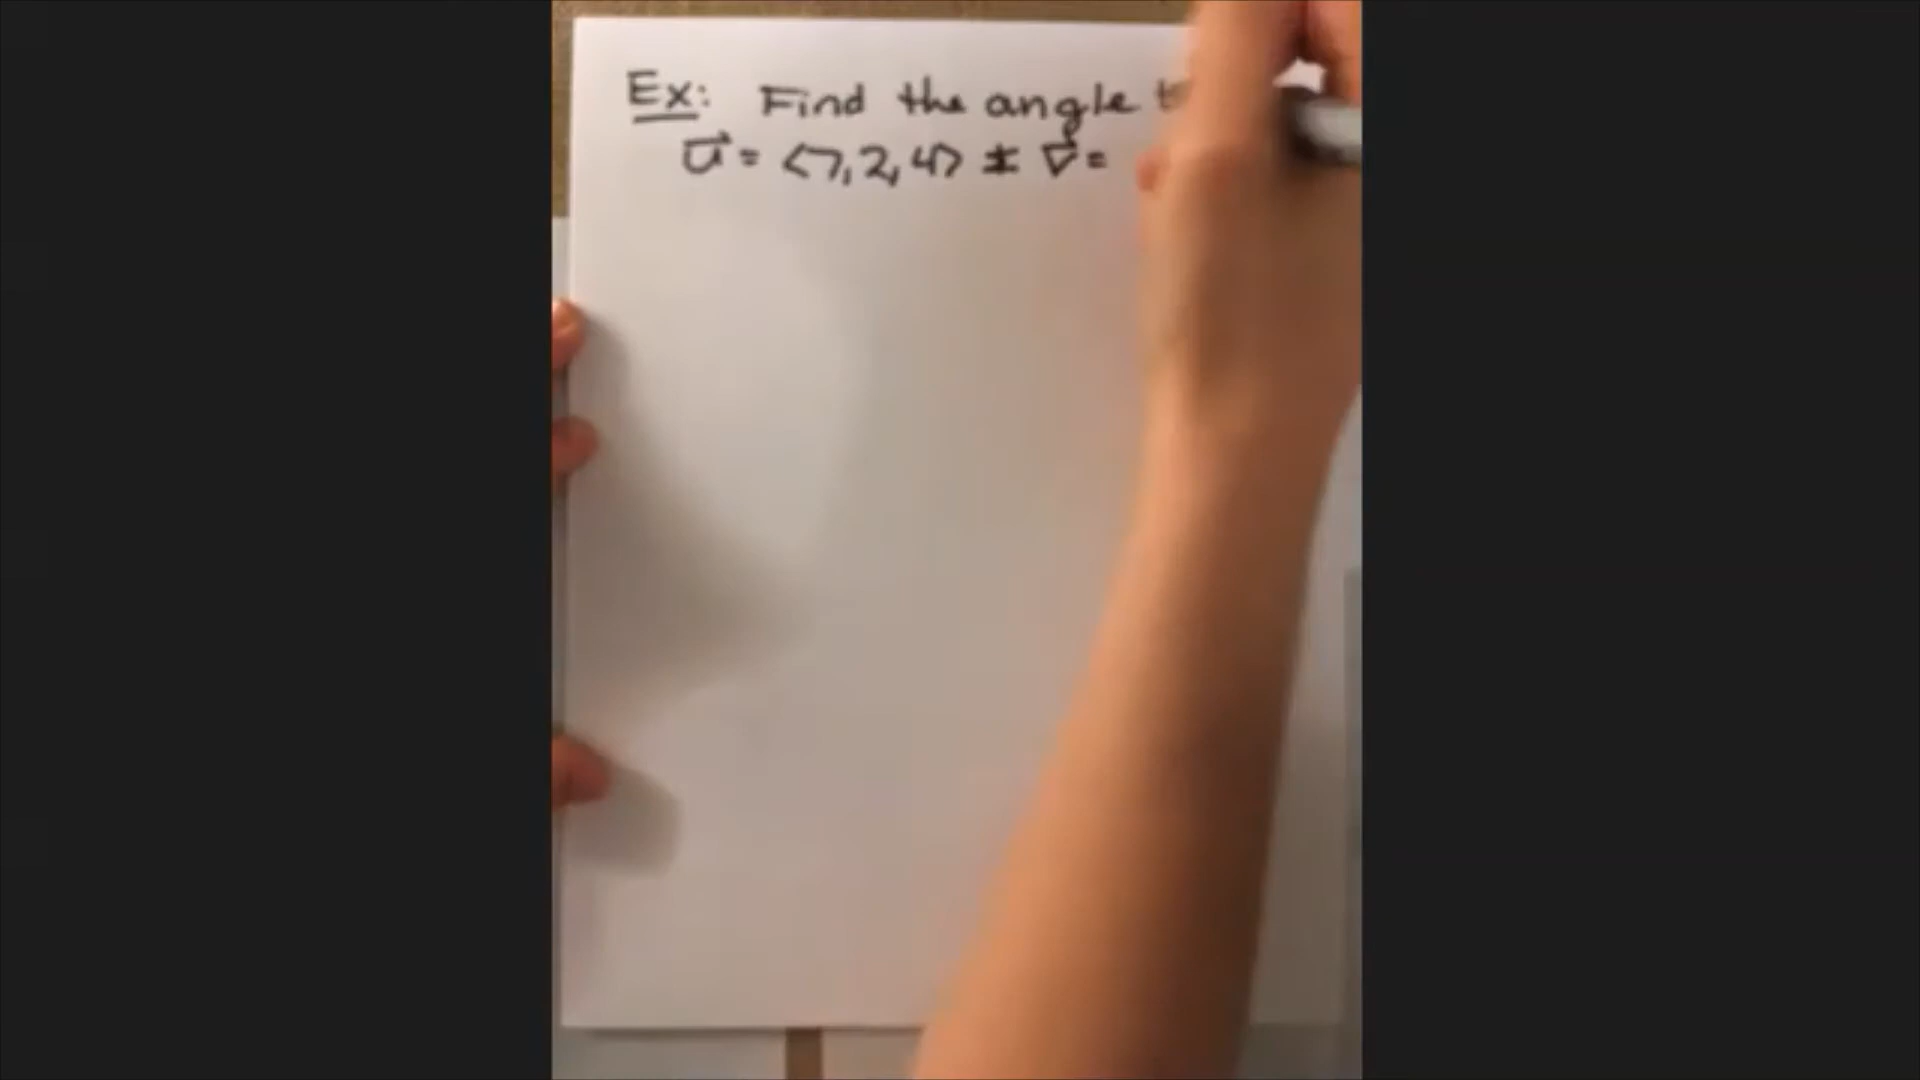 Ex: Find the angle
u⃗ = <7, 2, 4> & v⃗ =